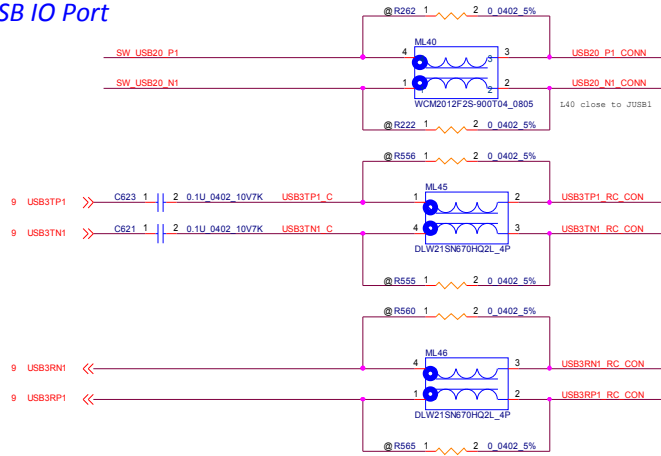 SB IO Port
@ R262 1 2 0_0402_5%
ML40
SW_USB20_P1 4 3 USB20_P1_CONN
3
SW_USB20_N1 1 2 USB20_N1_CONN
2
WCM2012F2S-900T04_0805 L40 close to JUSB1
@ R222 1 2 0_0402_5%
@ R556 1 2 0_0402_5%
ML45
9 USB3TP1 C623 1 2 0.1U_0402_10V7K USB3TP1_C 1 2 USB3TP1_RC_CON
9 USB3TN1 C621 1 2 0.1U_0402_10V7K USB3TN1_C 4 3 USB3TN1_RC_CON
DLW21SN670HQ2L_4P
@ R555 1 2 0_0402_5%
@ R560 1 2 0_0402_5%
ML46
9 USB3RN1 4 3 USB3RN1_RC_CON
9 USB3RP1 1 2 USB3RP1_RC_CON
DLW21SN670HQ2L_4P
@ R565 1 2 0_0402_5%